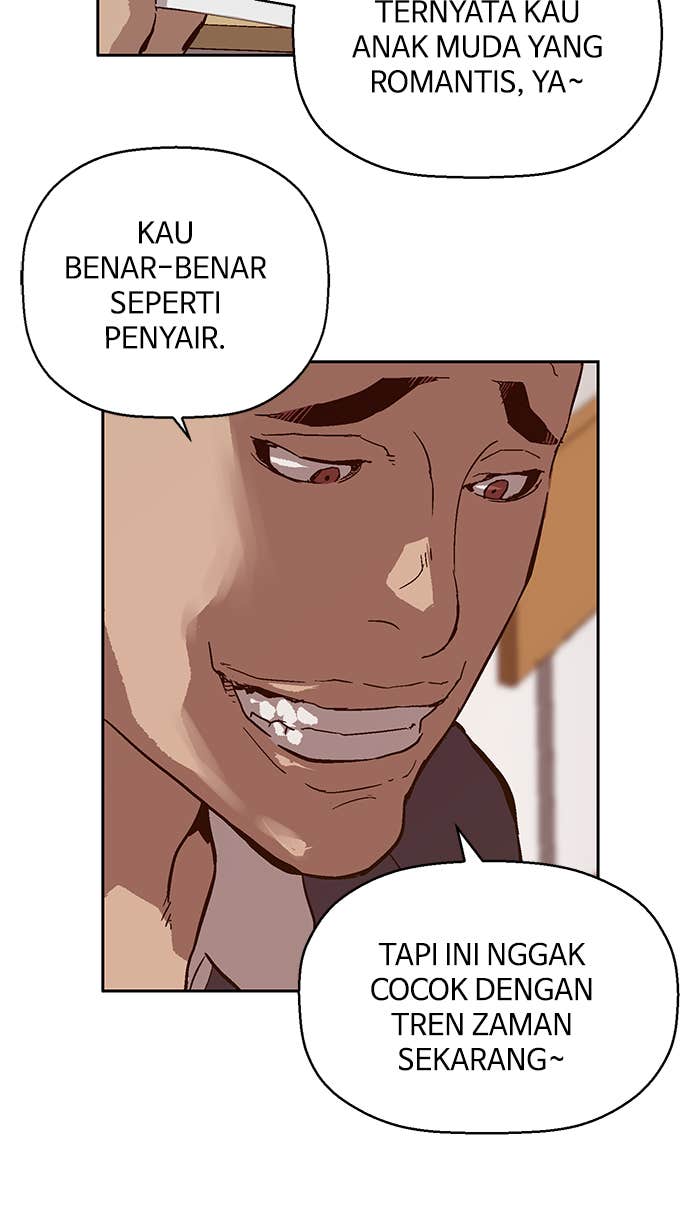 TERNYATA KAU
ANAK MUDA YANG
ROMANTIS, YA~
KAU
BENAR-BENAR
SEPERTI
PENYAIR.
TAPI INI NGGAK
COCOK DENGAN
TREN ZAMAN
SEKARANG~